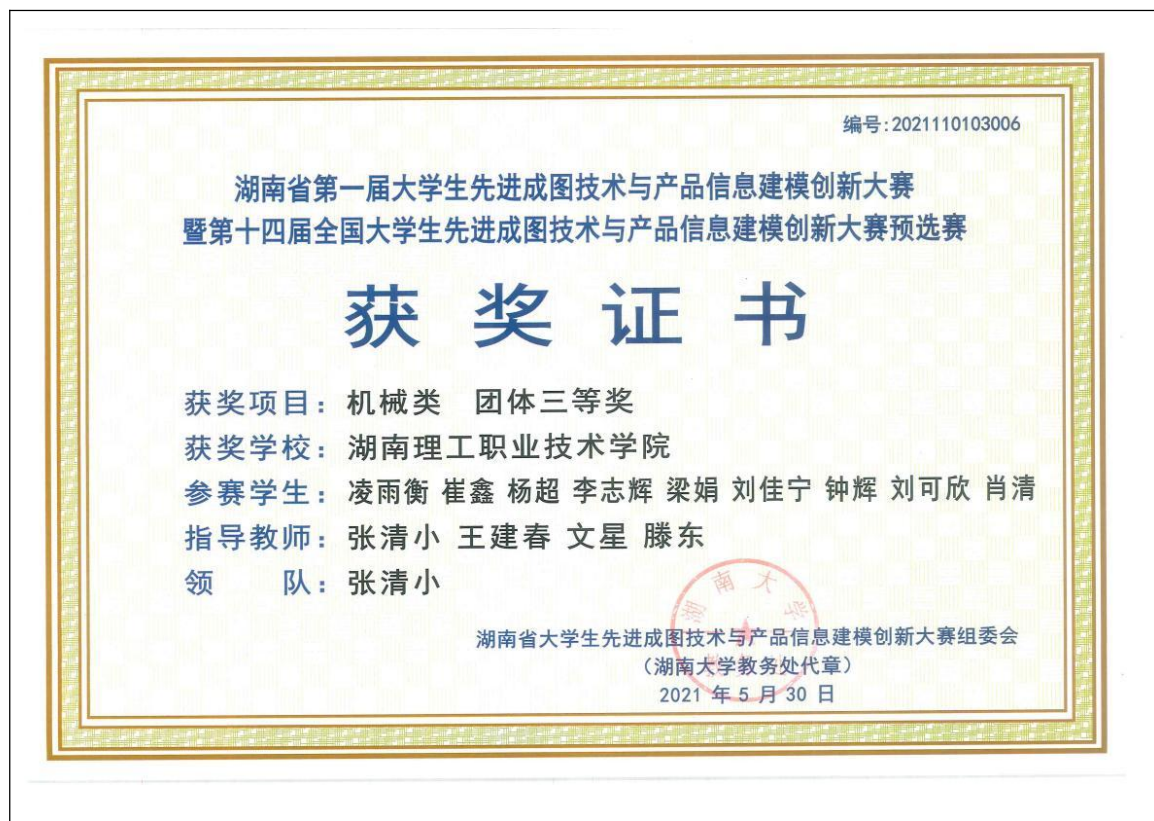 编号:2021110103006
湖南省第一届大学生先进成图技术与产品信息建模创新大赛
暨第十四届全国大学生先进成图技术与产品信息建模创新大赛预选赛
获奖证书
获奖项目：机械类 团体三等奖
获奖学校：湖南理工职业技术学院
参赛学生：凌雨衡 崔鑫 杨超 李志辉 梁娟 刘佳宁 钟辉 刘可欣 肖清
指导教师：张清小 王建春 文星 滕东
领 队：张清小
湖南大学
湖南省大学生先进成图技术与产品信息建模创新大赛组委会
（湖南大学教务处代章）
2021 年 5 月 30 日